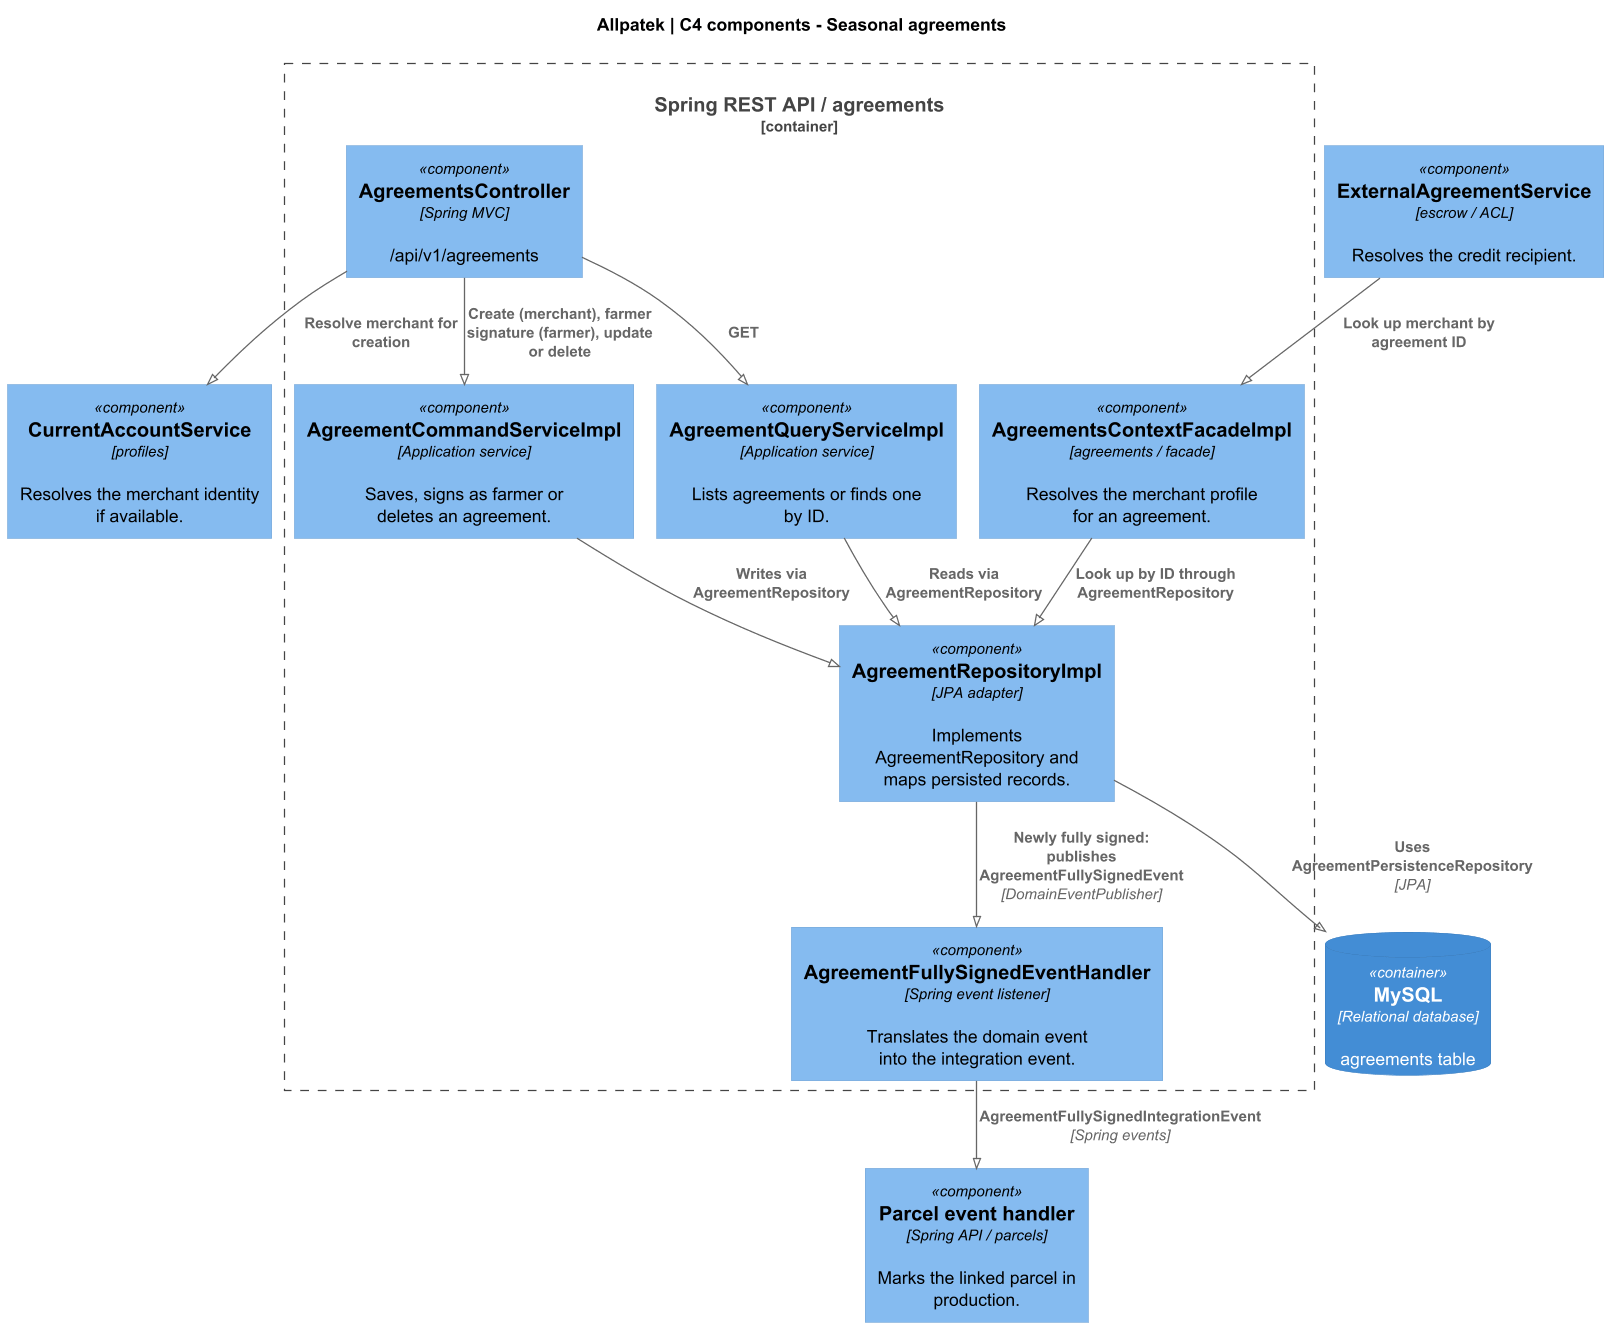 Allpatek | C4 components - Seasonal agreements
Spring REST API / agreements
[container]
«component»
AgreementsController
[Spring MVC]
/api/v1/agreements
«component»
ExternalAgreementService
[escrow / ACL]
Resolves the credit recipient.
Resolve merchant for
creation
Create (merchant), farmer
signature (farmer), update
or delete
GET
Look up merchant by
agreement ID
«component»
CurrentAccountService
[profiles]
Resolves the merchant identity
if available.
«component»
AgreementCommandServiceImpl
[Application service]
Saves, signs as farmer or
deletes an agreement.
«component»
AgreementQueryServiceImpl
[Application service]
Lists agreements or finds one
by ID.
«component»
AgreementsContextFacadeImpl
[agreements / facade]
Resolves the merchant profile
for an agreement.
Writes via
AgreementRepository
Reads via
AgreementRepository
Look up by ID through
AgreementRepository
«component»
AgreementRepositoryImpl
[JPA adapter]
Implements
AgreementRepository and
maps persisted records.
Newly fully signed:
publishes
AgreementFullySignedEvent
[DomainEventPublisher]
Uses
AgreementPersistenceRepository
[JPA]
«component»
AgreementFullySignedEventHandler
[Spring event listener]
Translates the domain event
into the integration event.
«container»
MySQL
[Relational database]
agreements table
AgreementFullySignedIntegrationEvent
[Spring events]
«component»
Parcel event handler
[Spring API / parcels]
Marks the linked parcel in
production.